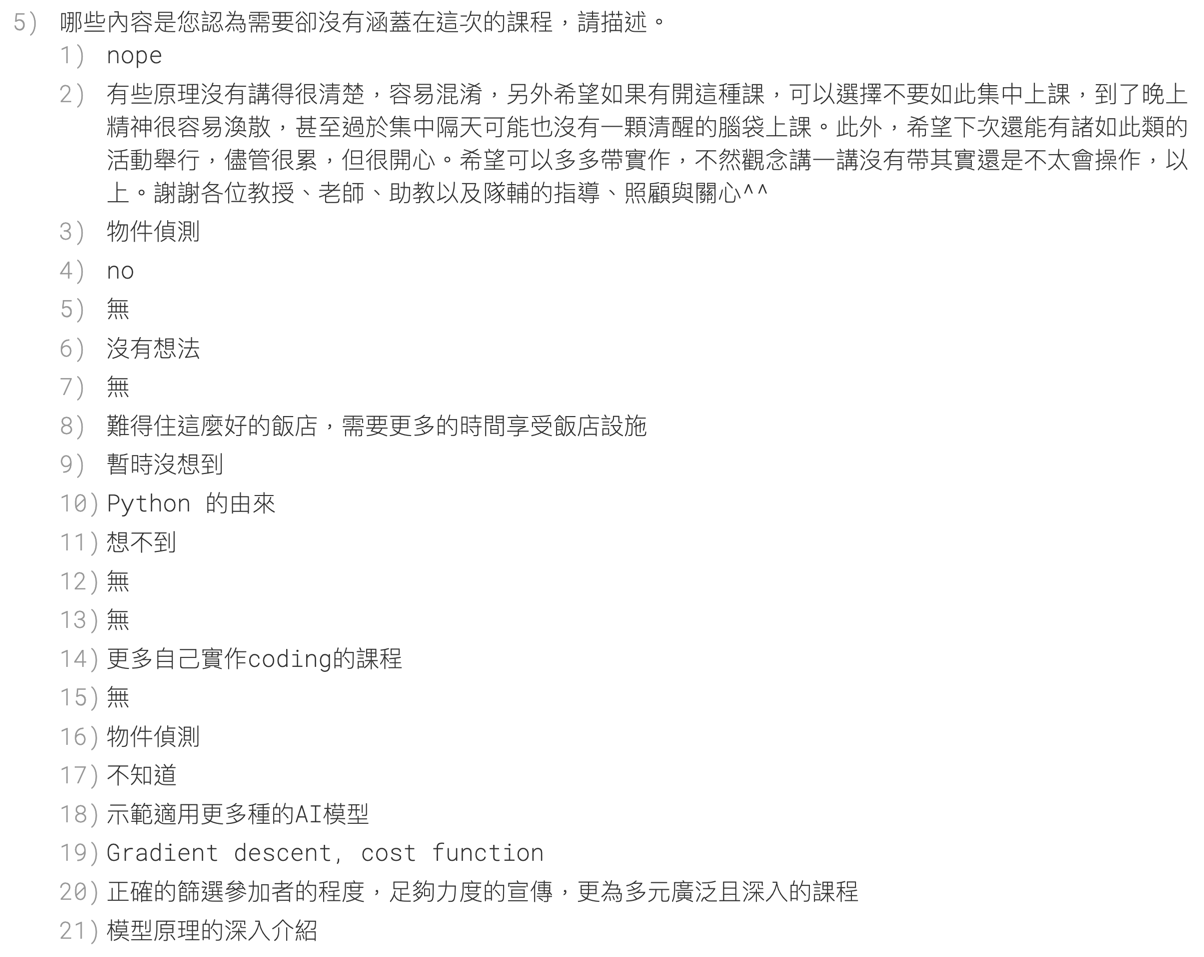 5) 哪些內容是您認為需要卻沒有涵蓋在這次的課程，請描述。
1) nope
2) 有些原理沒有講得很清楚，容易混淆，另外希望如果有開這種課，可以選擇不要如此集中上課，到了晚上
精神很容易渙散，甚至過於集中隔天可能也沒有一顆清醒的腦袋上課。此外，希望下次還能有諸如此類的
活動舉行，儘管很累，但很開心。希望可以多多帶實作，不然觀念講一講沒有帶其實還是不太會操作，以
上。謝謝各位教授、老師、助教以及隊輔的指導、照顧與關心^^
3) 物件偵測
4) no
5) 無
6) 沒有想法
7) 無
8) 難得住這麼好的飯店，需要更多的時間享受飯店設施
9) 暫時沒想到
10) Python 的由來
11) 想不到
12) 無
13) 無
14) 更多自己實作coding的課程
15) 無
16) 物件偵測
17) 不知道
18) 示範適用更多種的AI模型
19) Gradient descent, cost function
20) 正確的篩選參加者的程度，足夠力度的宣傳，更為多元廣泛且深入的課程
21) 模型原理的深入介紹